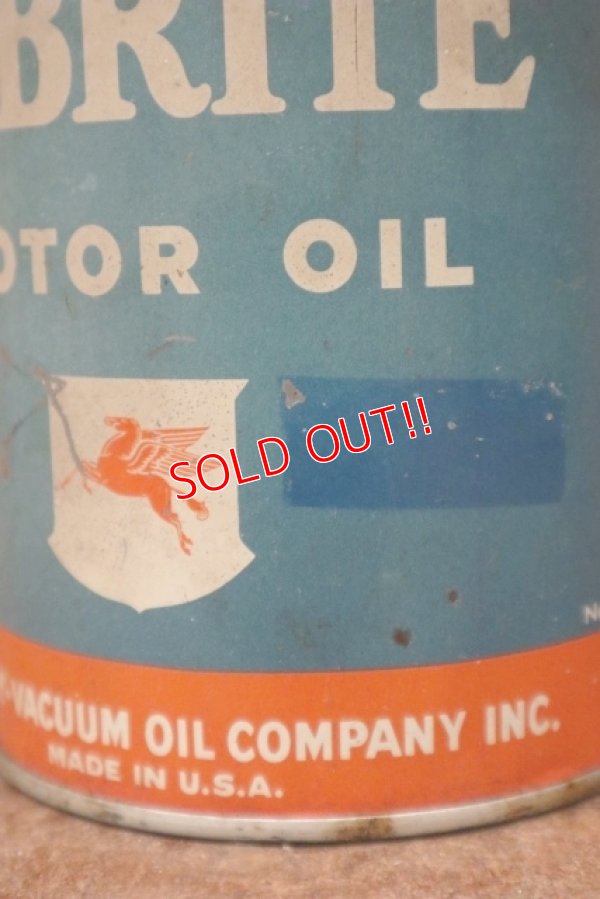 BRITE
OTOR OIL
SOLD OUT!!
-VACUUM OIL COMPANY INC.
MADE IN U.S.A.